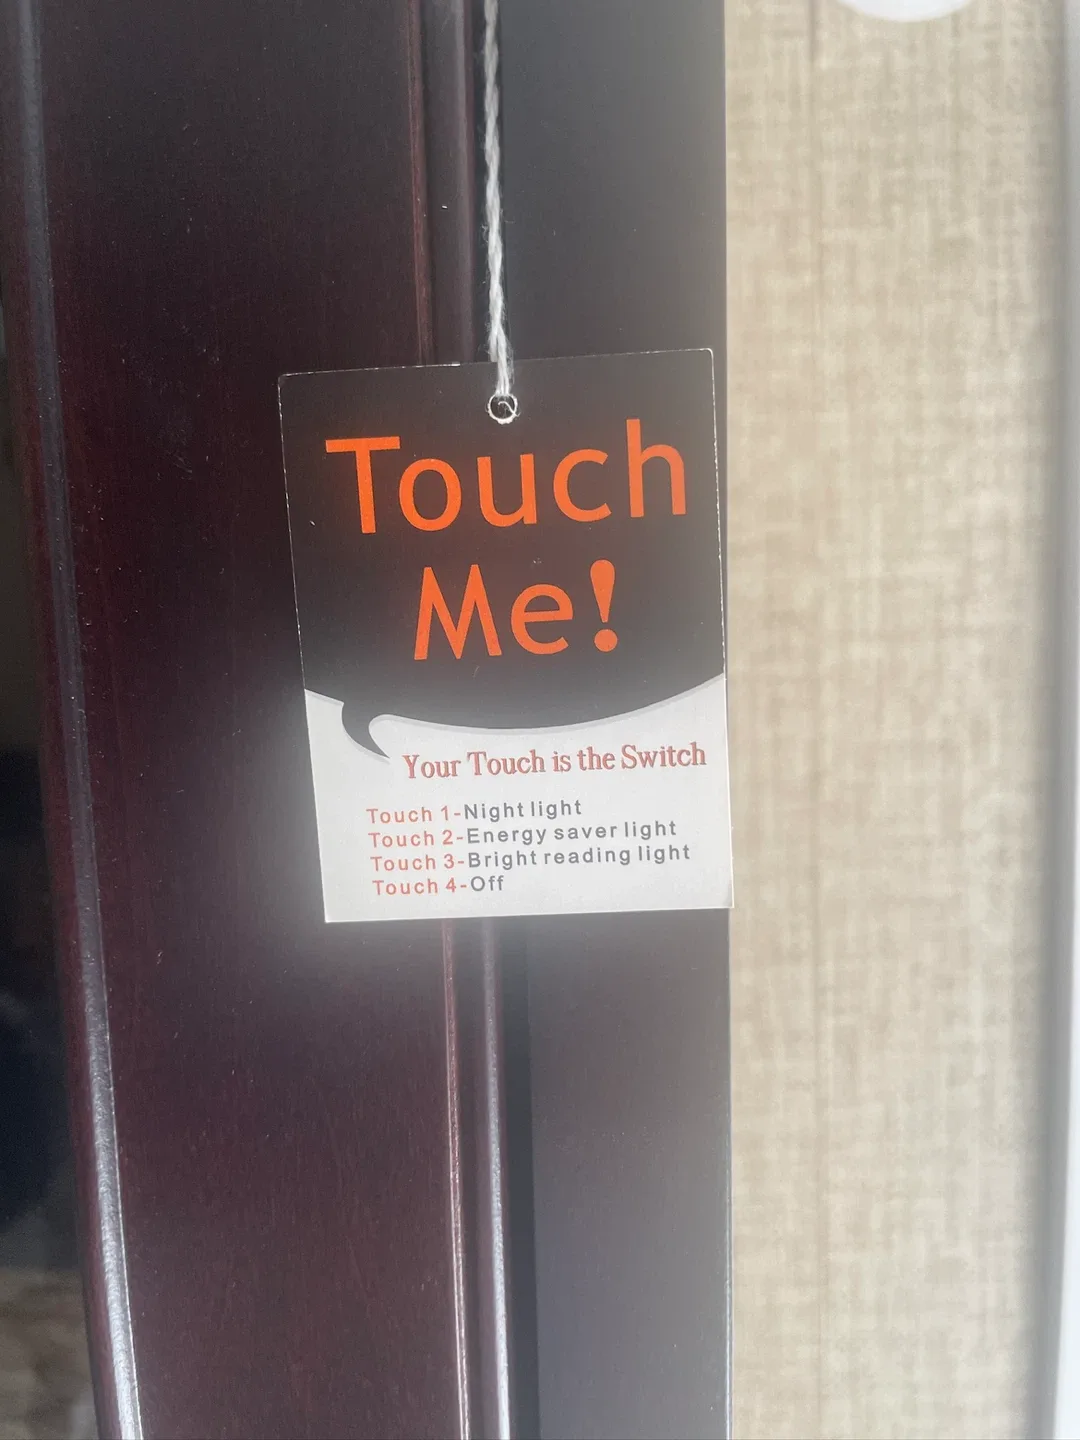 Touch
Me!
Your Touch is the Switch
Touch 1-Night light
Touch 2-Energy saver light
Touch 3-Bright reading light
Touch 4-Off